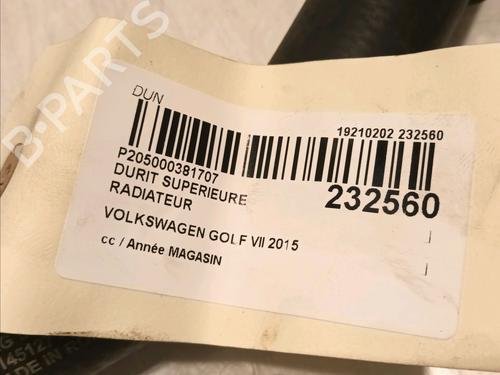 B-PARTS
DUN
19210202 232560
P205000381707
DURIT SUPERIEURE
RADIATEUR
232560
VOLKSWAGEN GOLF VII 2015
cc / Année MAGASIN